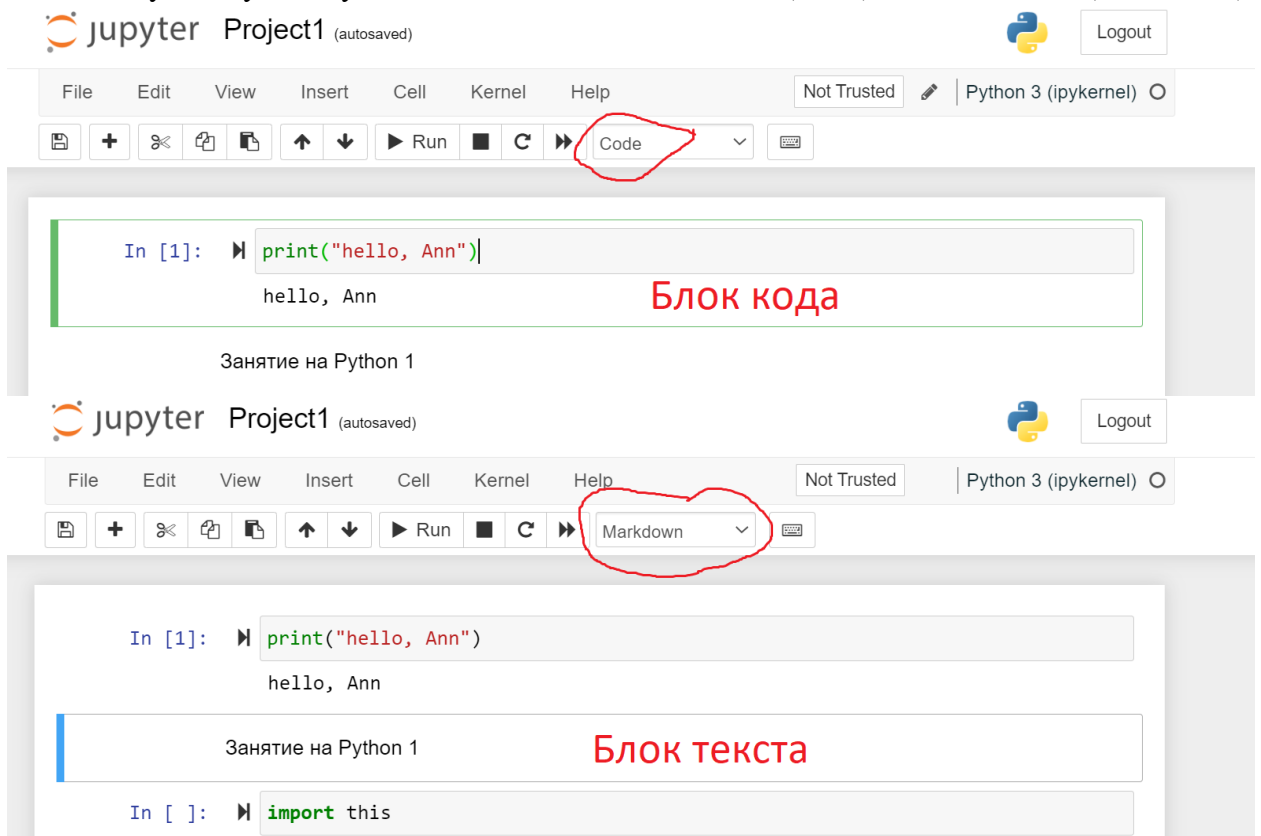 jupyter Project1 (autosaved) Logout
File Edit View Insert Cell Kernel Help Not Trusted Python 3 (ipykernel)
Run Code
In [1]: print("hello, Ann")
hello, Ann
Блок кода
Занятие на Python 1
jupyter Project1 (autosaved) Logout
File Edit View Insert Cell Kernel Help Not Trusted Python 3 (ipykernel)
Run Markdown
In [1]: print("hello, Ann")
hello, Ann
Занятие на Python 1 Блок текста
In [ ]: import this